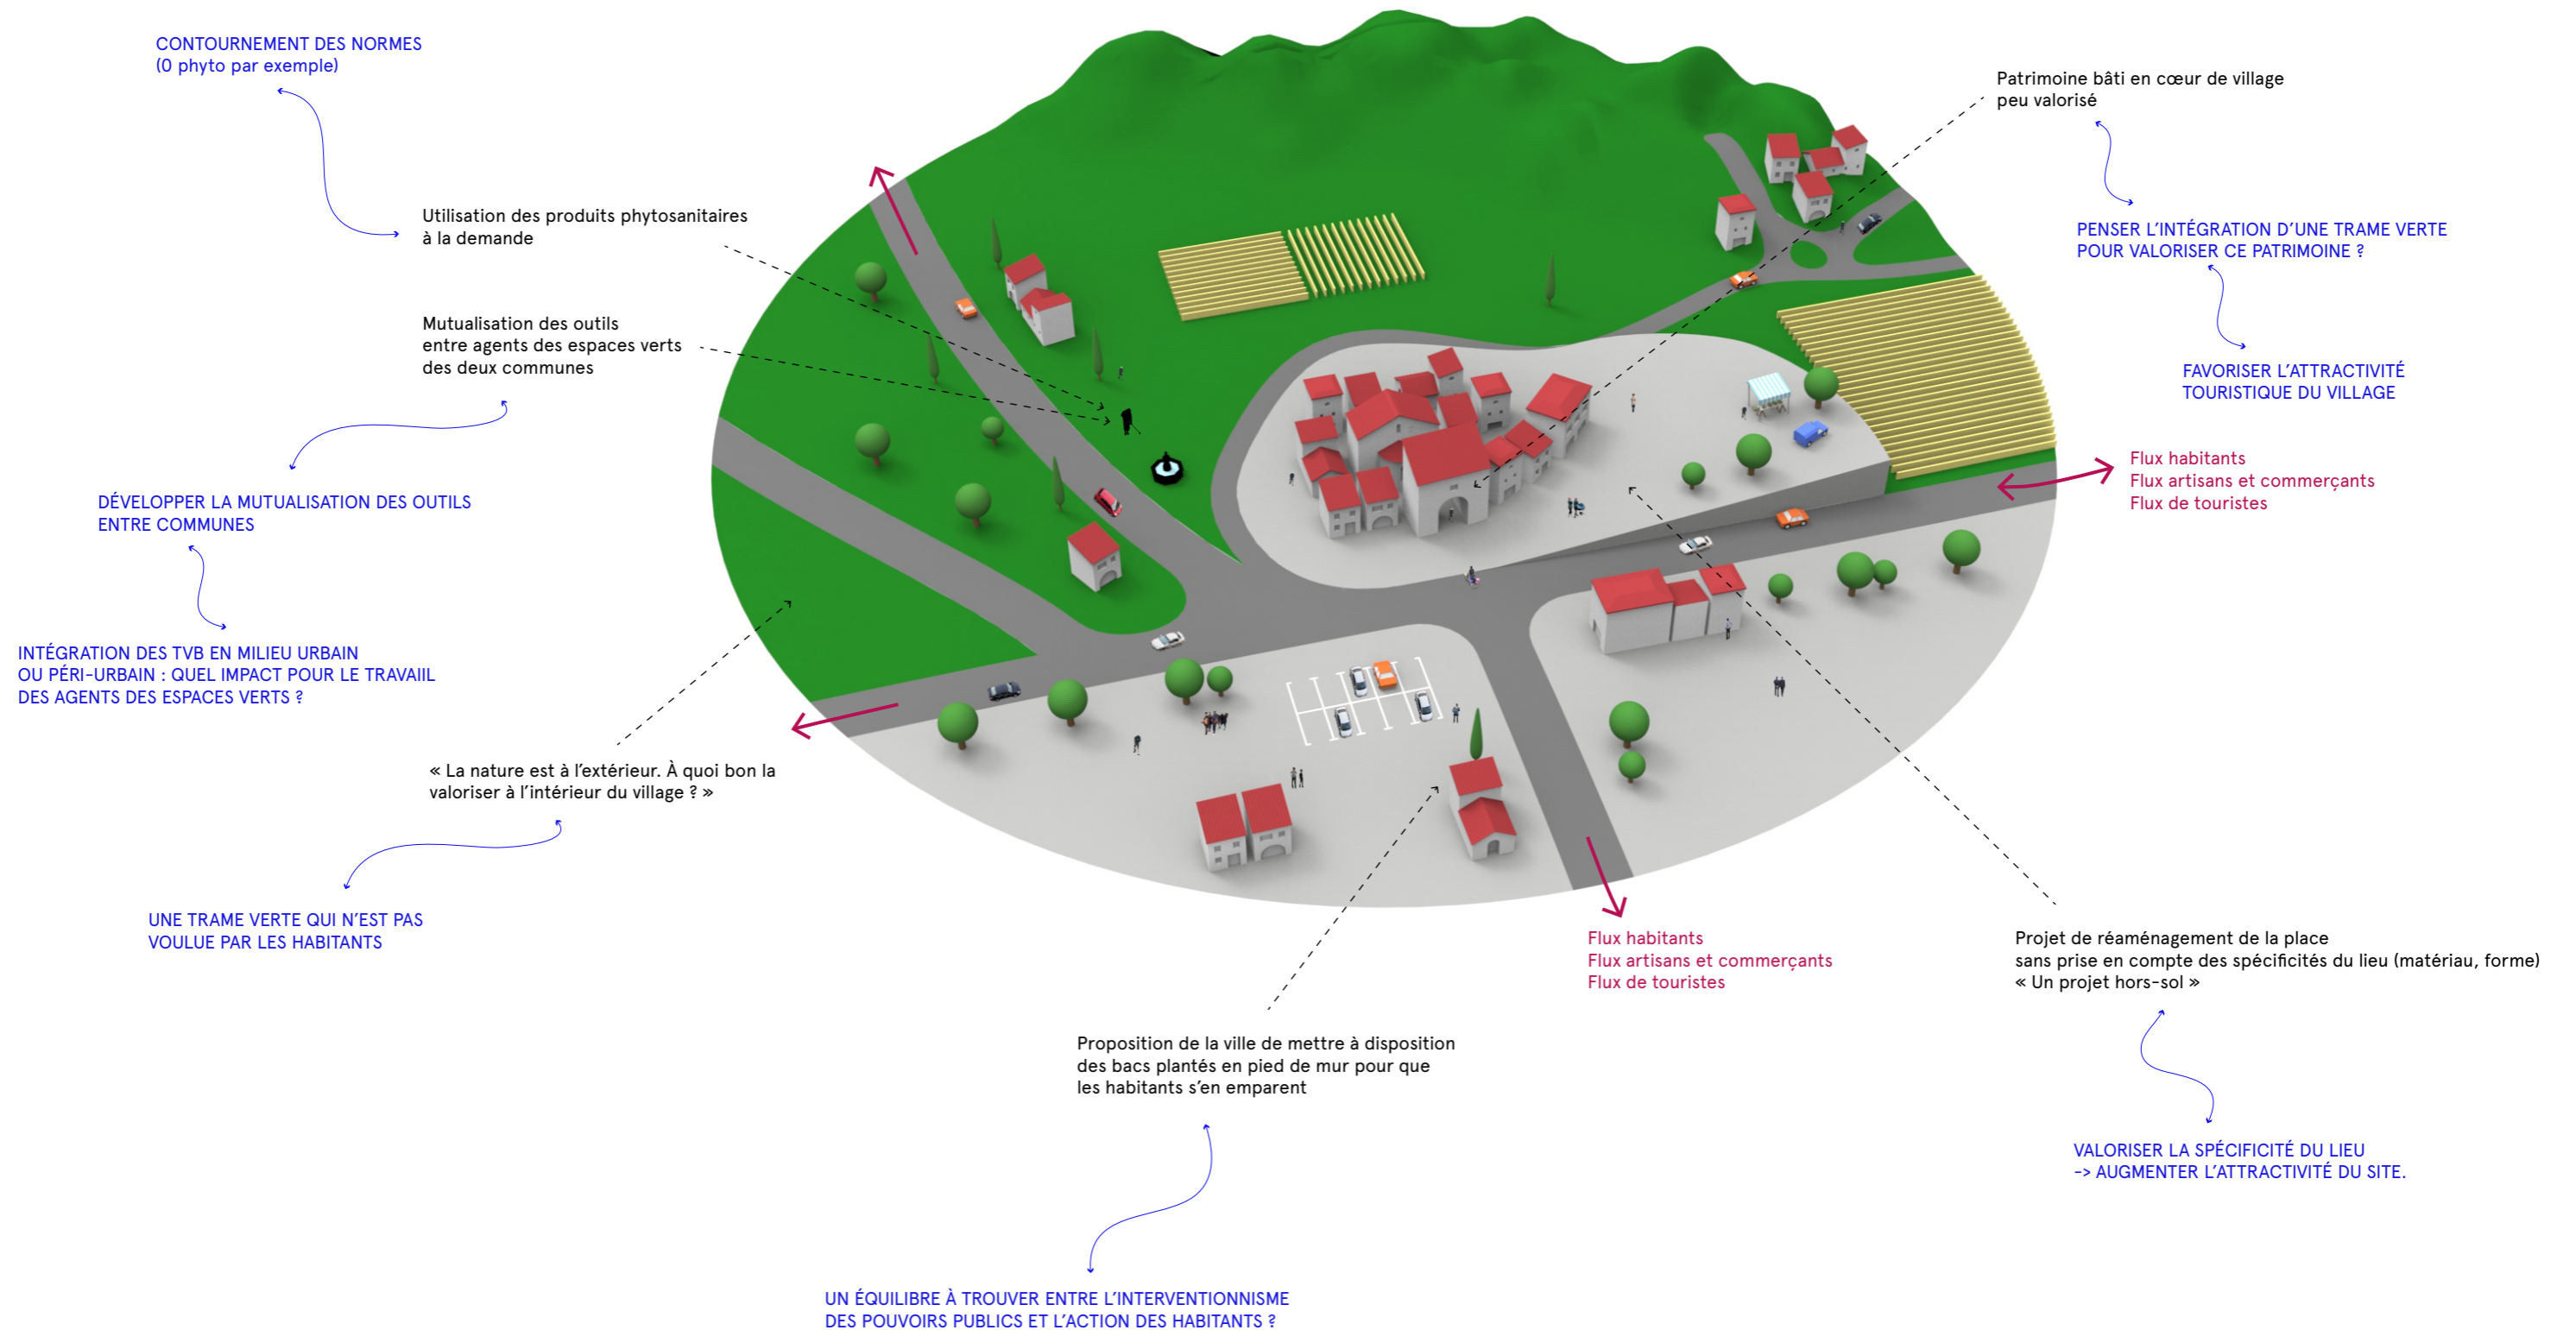 CONTOURNEMENT DES NORMES
(0 phyto par exemple)
Utilisation des produits phytosanitaires
à la demande
Mutualisation des outils
entre agents des espaces verts
des deux communes
DÉVELOPPER LA MUTUALISATION DES OUTILS
ENTRE COMMUNES
INTÉGRATION DES TVB EN MILIEU URBAIN
OU PÉRI-URBAIN : QUEL IMPACT POUR LE TRAVAIIL
DES AGENTS DES ESPACES VERTS ?
« La nature est à l’extérieur. À quoi bon la
valoriser à l’intérieur du village ? »
UNE TRAME VERTE QUI N’EST PAS
VOULUE PAR LES HABITANTS
Patrimoine bâti en cœur de village
peu valorisé
PENSER L’INTÉGRATION D’UNE TRAME VERTE
POUR VALORISER CE PATRIMOINE ?
FAVORISER L’ATTRACTIVITÉ
TOURISTIQUE DU VILLAGE
Flux habitants
Flux artisans et commerçants
Flux de touristes
Flux habitants
Flux artisans et commerçants
Flux de touristes
Projet de réaménagement de la place
sans prise en compte des spécificités du lieu (matériau, forme)
« Un projet hors-sol »
VALORISER LA SPÉCIFICITÉ DU LIEU
-> AUGMENTER L’ATTRACTIVITÉ DU SITE.
Proposition de la ville de mettre à disposition
des bacs plantés en pied de mur pour que
les habitants s’en emparent
UN ÉQUILIBRE À TROUVER ENTRE L’INTERVENTIONNISME
DES POUVOIRS PUBLICS ET L’ACTION DES HABITANTS ?